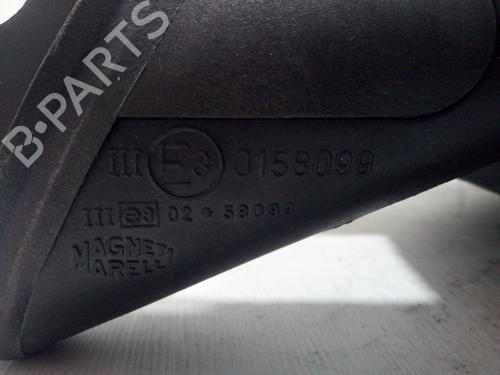 B-PARTS
III E3 0158099
III e3 02 * 58099
MAGNETI
MARELLI